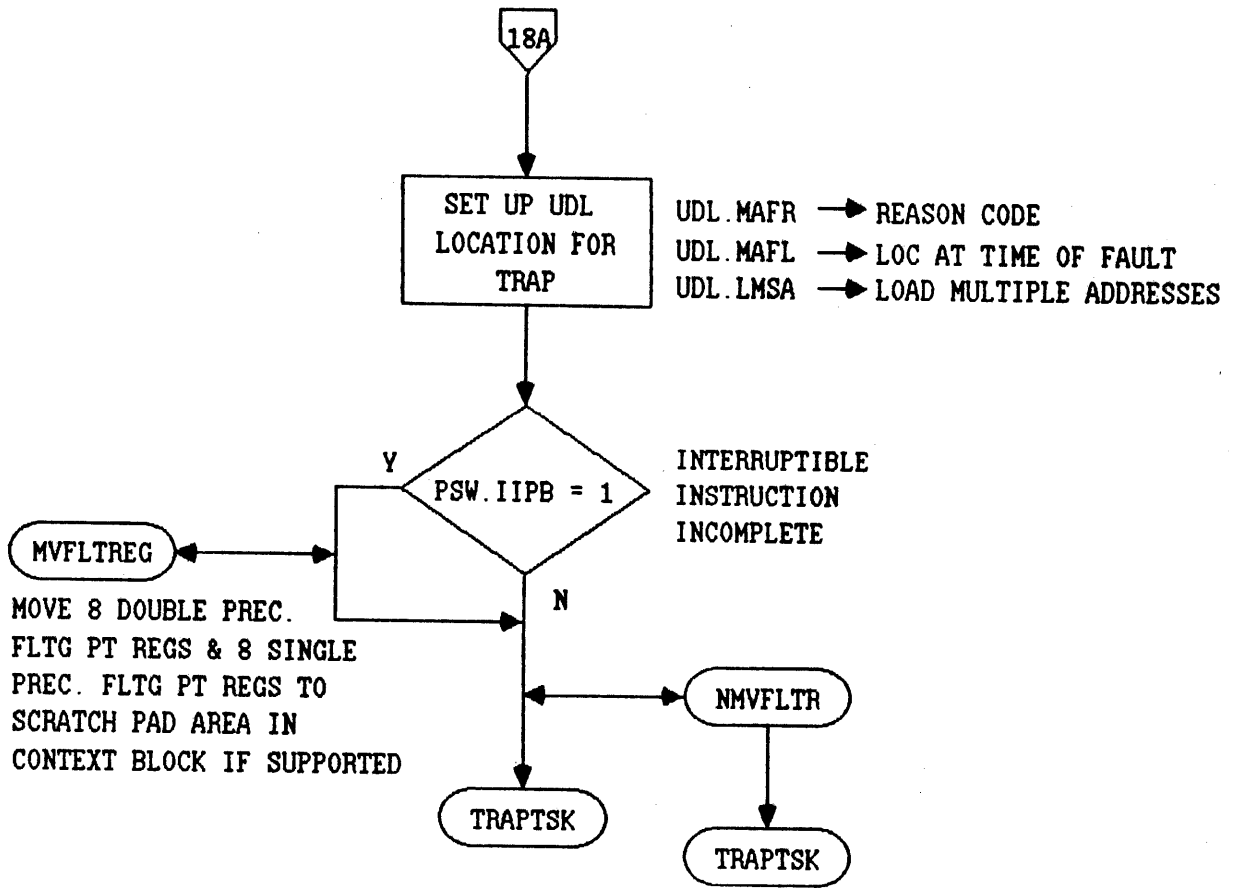 18A
SET UP UDL
LOCATION FOR
TRAP
UDL.MAFR → REASON CODE
UDL.MAFL → LOC AT TIME OF FAULT
UDL.LMSA → LOAD MULTIPLE ADDRESSES
Y
PSW.IIPB = 1
INTERRUPTIBLE
INSTRUCTION
INCOMPLETE
MVFLTREG
N
MOVE 8 DOUBLE PREC.
FLTG PT REGS & 8 SINGLE
PREC. FLTG PT REGS TO
SCRATCH PAD AREA IN
CONTEXT BLOCK IF SUPPORTED
NMVFLTR
TRAPTSK
TRAPTSK